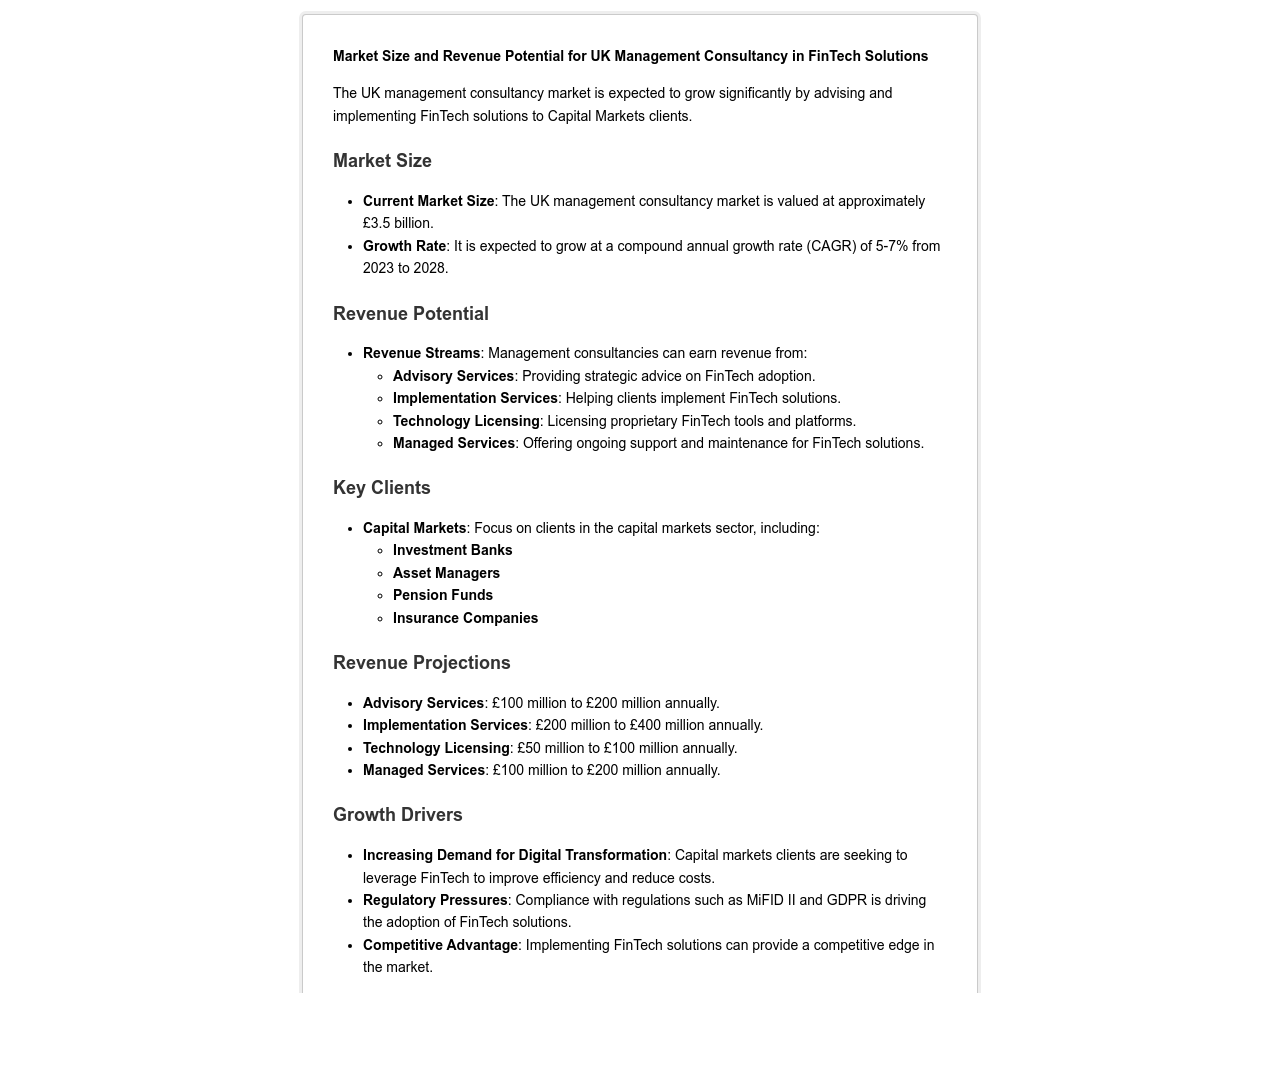 Market Size and Revenue Potential for UK Management Consultancy in FinTech Solutions
The UK management consultancy market is expected to grow significantly by advising and
implementing FinTech solutions to Capital Markets clients.
Market Size
• Current Market Size: The UK management consultancy market is valued at approximately
£3.5 billion.
• Growth Rate: It is expected to grow at a compound annual growth rate (CAGR) of 5-7% from
2023 to 2028.
Revenue Potential
• Revenue Streams: Management consultancies can earn revenue from:
◦ Advisory Services: Providing strategic advice on FinTech adoption.
◦ Implementation Services: Helping clients implement FinTech solutions.
◦ Technology Licensing: Licensing proprietary FinTech tools and platforms.
◦ Managed Services: Offering ongoing support and maintenance for FinTech solutions.
Key Clients
• Capital Markets: Focus on clients in the capital markets sector, including:
◦ Investment Banks
◦ Asset Managers
◦ Pension Funds
◦ Insurance Companies
Revenue Projections
• Advisory Services: £100 million to £200 million annually.
• Implementation Services: £200 million to £400 million annually.
• Technology Licensing: £50 million to £100 million annually.
• Managed Services: £100 million to £200 million annually.
Growth Drivers
• Increasing Demand for Digital Transformation: Capital markets clients are seeking to
leverage FinTech to improve efficiency and reduce costs.
• Regulatory Pressures: Compliance with regulations such as MiFID II and GDPR is driving
the adoption of FinTech solutions.
• Competitive Advantage: Implementing FinTech solutions can provide a competitive edge in
the market.